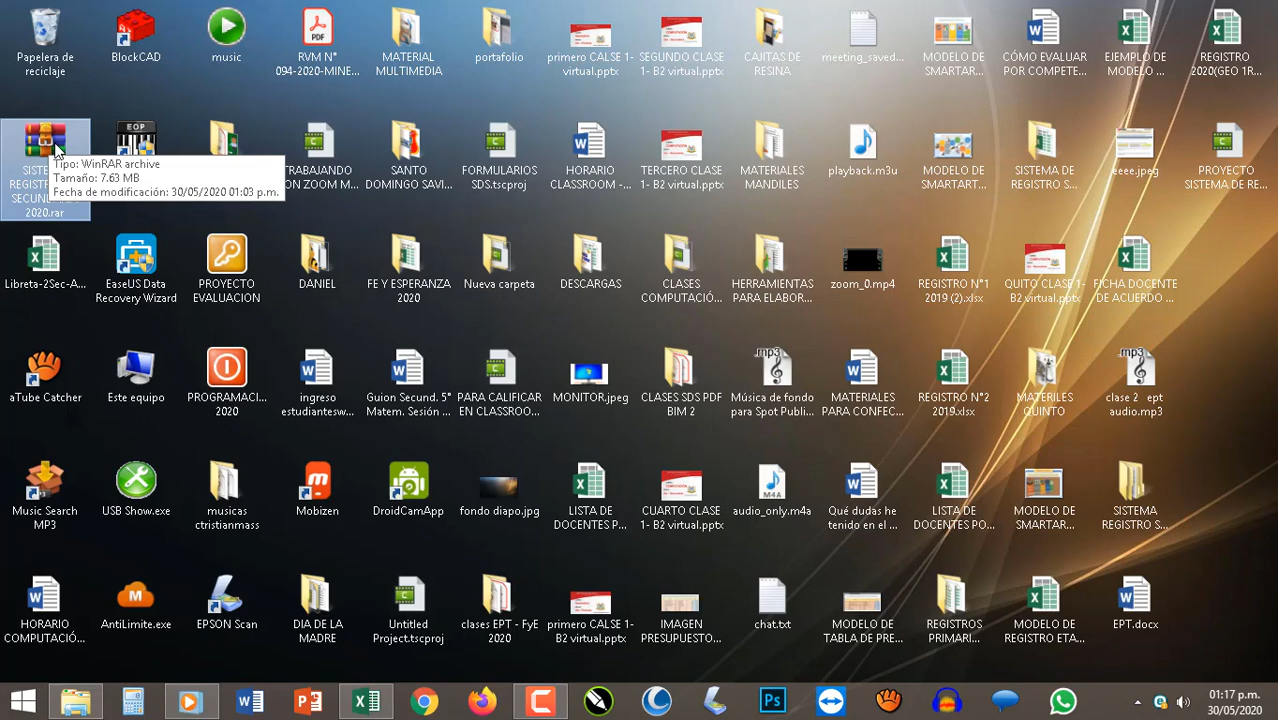 Papelera de
reciclaje
BlockCAD
music
PDF
RVM N°
094-2020-MINE...
MATERIAL
MULTIMEDIA
portafolio
primero CALSE 1-
virtual.pptx
SEGUNDO CLASE
1- B2 virtual.pptx
CAJITAS DE
RESINA
meeting_saved...
MODELO DE
SMARTAR...
CÓMO EVALUAR
POR COMPETE...
EJEMPLO DE
MODELO ...
REGISTRO
2020(GEO 1R...
SISTE
REGISTR
SECUN
2020.rar
EOP
Tipo: WinRAR archive
Tamaño: 7.63 MB
Fecha de modificación: 30/05/2020 01:03 p.m.
TRABAJANDO
CON ZOOM M...
SANTO
DOMINGO SAVI...
FORMULARIOS
SDS.tscproj
HORARIO
CLASSROOM -...
TERCERO CLASE
1- B2 virtual.pptx
MATERIALES
MANDILES
playback.m3u
MODELO DE
SMARTART...
SISTEMA DE
REGISTRO S...
eeee.jpeg
PROYECTO
SISTEMA DE RE...
Libreta-2Sec-A...
EaseUS Data
Recovery Wizard
PROYECTO
EVALUACION
DANIEL
FE Y ESPERANZA
2020
Nueva carpeta
DESCARGAS
CLASES
COMPUTACIÓ...
HERRAMIENTAS
PARA ELABOR...
zoom_0.mp4
REGISTRO N°1
2019 (2).xlsx
QUITO CLASE 1-
B2 virtual.pptx
FICHA DOCENTE
DE ACUERDO ...
aTube Catcher
Este equipo
PROGRAMACI...
2020
ingreso
estudiantesw...
Guion Secund. 5°
Matem. Sesión ...
PARA CALIFICAR
EN CLASSROO...
MONITOR.jpeg
CLASES SDS PDF
BIM 2
.mp3
Música de fondo
para Spot Publi...
MATERIALES
PARA CONFEC...
REGISTRO N°2
2019.xlsx
MATERILES
QUINTO
.mp3
clase 2 ept
audio.mp3
Music Search
MP3
USB Show.exe
musicas
ctristianmass
Mobizen
DroidCamApp
fondo diapo.jpg
LISTA DE
DOCENTES P...
CUARTO CLASE
1- B2 virtual.pptx
M4A
audio_only.m4a
Qué dudas he
tenido en el ...
LISTA DE
DOCENTES PO...
MODELO DE
SMARTAR...
SISTEMA
REGISTRO S...
HORARIO
COMPUTACIÓ...
AntiLimite.exe
EPSON Scan
DIA DE LA
MADRE
Untitled
Project.tscproj
clases EPT - FyE
2020
primero CALSE 1-
B2 virtual.pptx
IMAGEN
PRESUPUESTO...
chat.txt
MODELO DE
TABLA DE PRE...
REGISTROS
PRIMARI...
MODELO DE
REGISTRO ETA...
EPT.docx
01:17 p.m.
30/05/2020